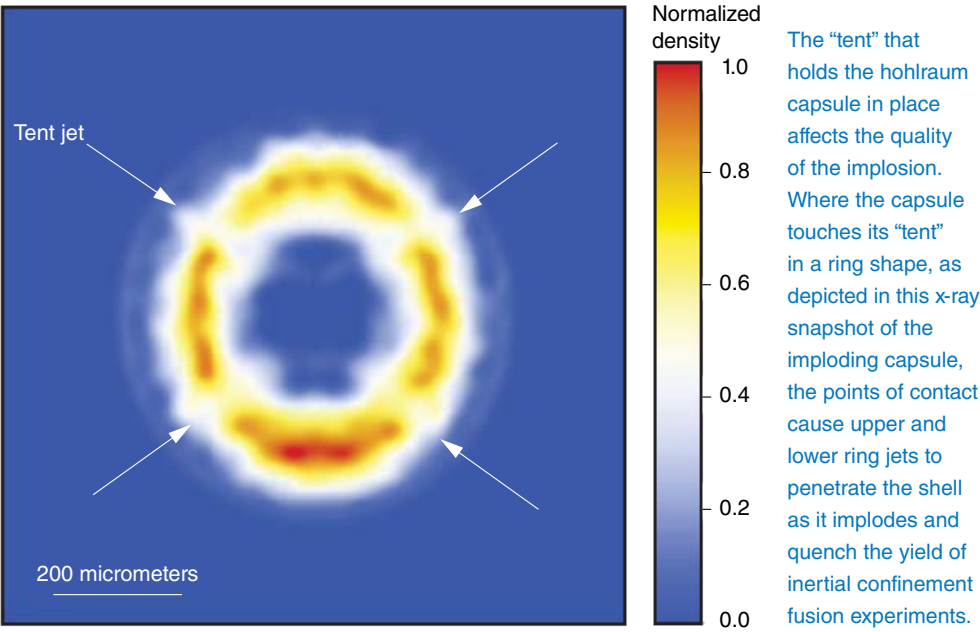 Tent jet
200 micrometers
Normalized
density
1.0
0.8
0.6
0.4
0.2
0.0
The “tent” that
holds the hohlraum
capsule in place
affects the quality
of the implosion.
Where the capsule
touches its “tent”
in a ring shape, as
depicted in this x-ray
snapshot of the
imploding capsule,
the points of contact
cause upper and
lower ring jets to
penetrate the shell
as it implodes and
quench the yield of
inertial confinement
fusion experiments.